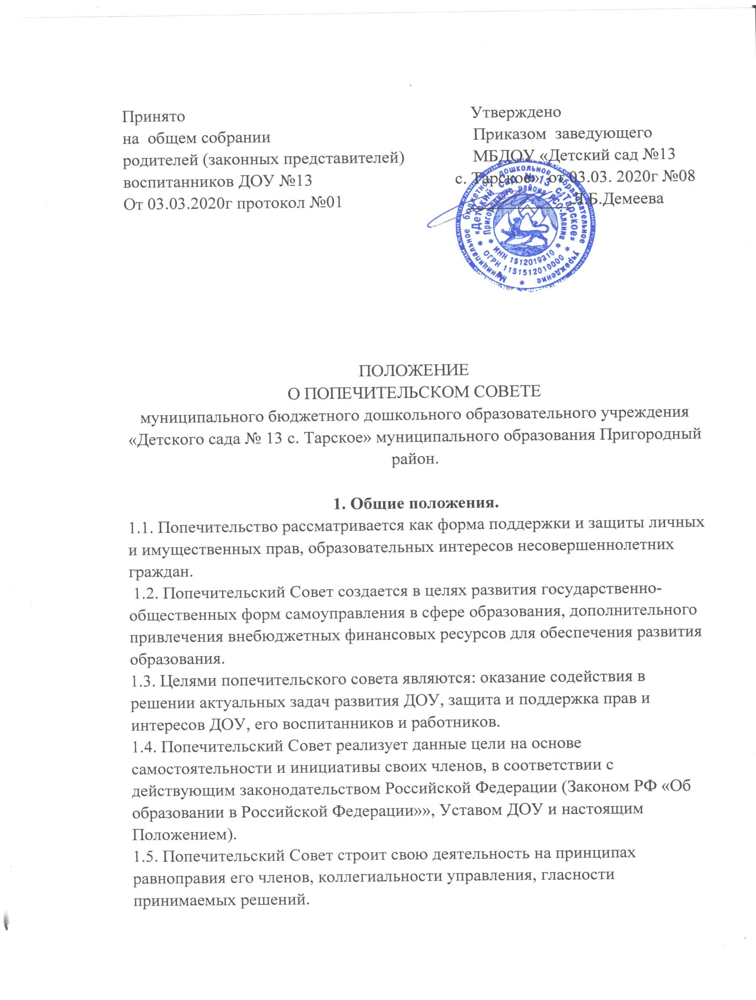 Принято
на общем собрании
родителей (законных представителей)
воспитанников ДОУ №13
От 03.03.2020г протокол №01
Утверждено
Приказом заведующего
МБДОУ «Детский сад №13
с. Тарское» от 03.03. 2020г №08
Л.Б.Демеева
Муниципальное бюджетное дошкольное образовательное учреждение
«Детский сад № 13 с. Тарское»
Пригородного района РСО-Алания
* ИНН 1512019310 *
* ОГРН 1151512010000 *
ПОЛОЖЕНИЕ
О ПОПЕЧИТЕЛЬСКОМ СОВЕТЕ
муниципального бюджетного дошкольного образовательного учреждения
«Детского сада № 13 с. Тарское» муниципального образования Пригородный
район.
1. Общие положения.
1.1. Попечительство рассматривается как форма поддержки и защиты личных
и имущественных прав, образовательных интересов несовершеннолетних
граждан.
1.2. Попечительский Совет создается в целях развития государственно-
общественных форм самоуправления в сфере образования, дополнительного
привлечения внебюджетных финансовых ресурсов для обеспечения развития
образования.
1.3. Целями попечительского совета являются: оказание содействия в
решении актуальных задач развития ДОУ, защита и поддержка прав и
интересов ДОУ, его воспитанников и работников.
1.4. Попечительский Совет реализует данные цели на основе
самостоятельности и инициативы своих членов, в соответствии с
действующим законодательством Российской Федерации (Законом РФ «Об
образовании в Российской Федерации»», Уставом ДОУ и настоящим
Положением).
1.5. Попечительский Совет строит свою деятельность на принципах
равноправия его членов, коллегиальности управления, гласности
принимаемых решений.